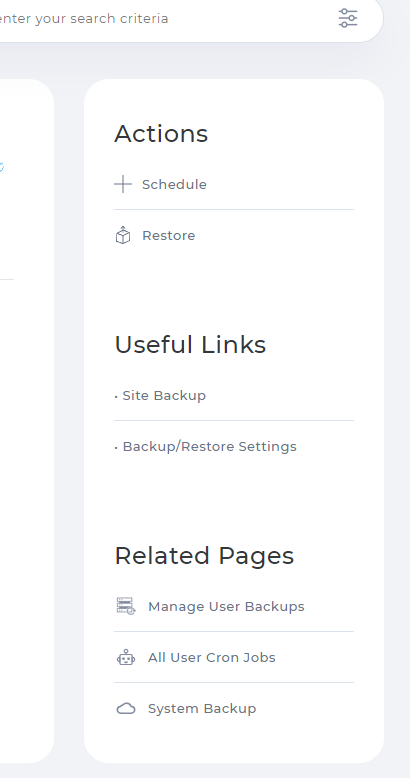 enter your search criteria
Actions
Schedule
Restore
Useful Links
• Site Backup
• Backup/Restore Settings
Related Pages
Manage User Backups
All User Cron Jobs
System Backup